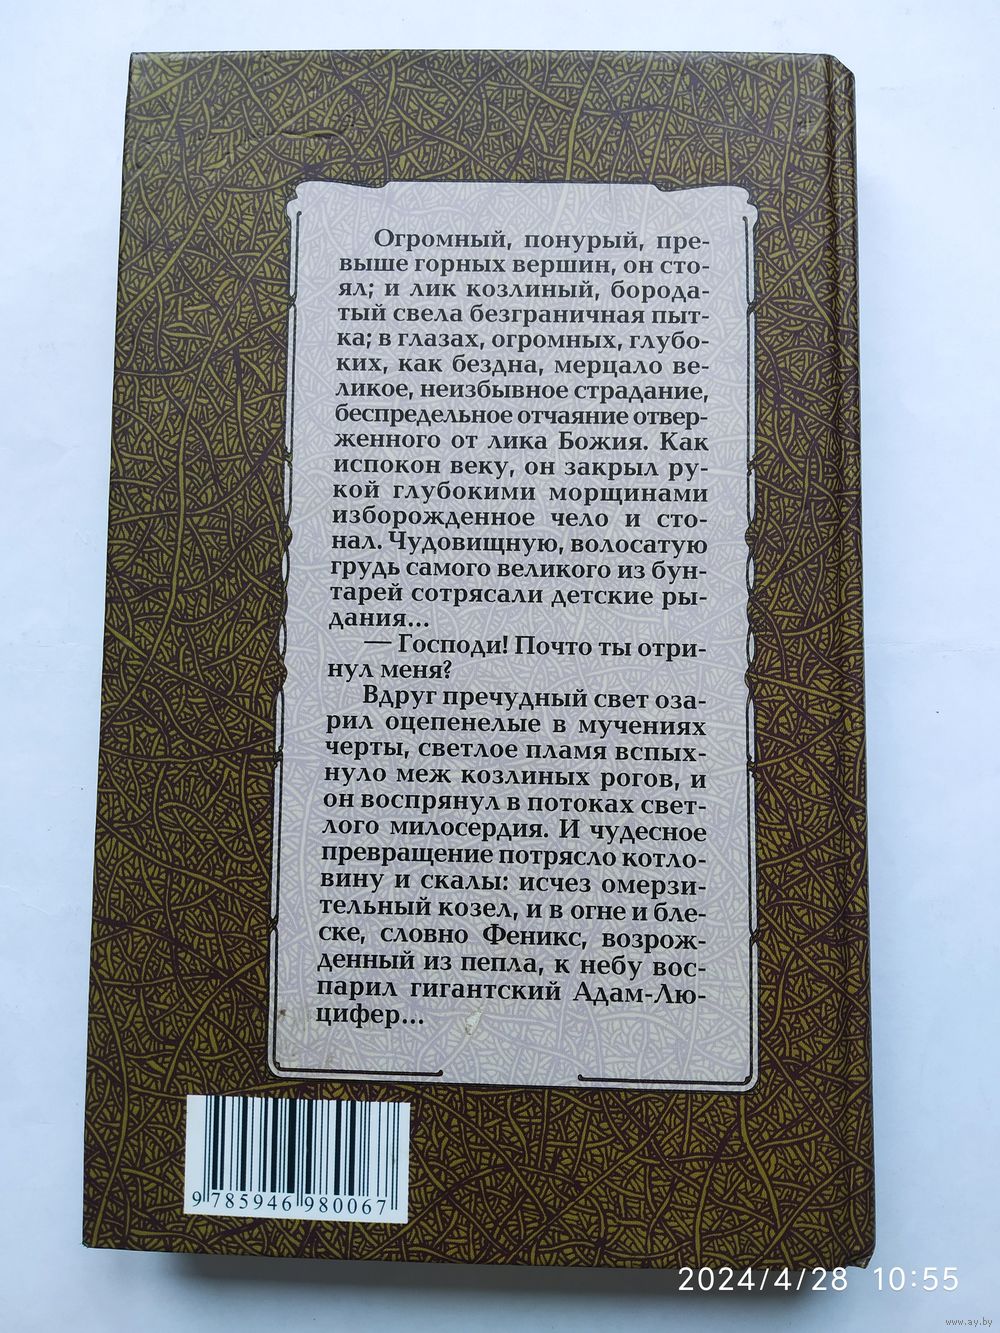 Огромный, понурый, пре-
выше горных вершин, он сто-
ял; и лик козлиный, борода-
тый свела безграничная пыт-
ка; в глазах, огромных, глубо-
ких, как бездна, мерцало ве-
ликое, неизбывное страдание,
беспредельное отчаяние отвер-
женного от лика Божия. Как
испокон веку, он закрыл ру-
кой глубокими морщинами
изборожденное чело и сто-
нал. Чудовищную, волосатую
грудь самого великого из бун-
тарей сотрясали детские ры-
дания...
— Господи! Почто ты отри-
нул меня?
Вдруг пречудный свет оза-
рил оцепенелые в мучениях
черты, светлое пламя вспых-
нуло меж козлиных рогов, и
он воспрянул в потоках свет-
лого милосердия. И чудесное
превращение потрясло котло-
вину и скалы: исчез омерзи-
тельный козел, и в огне и бле-
ске, словно Феникс, возрож-
денный из пепла, к небу вос-
парил гигантский Адам-Лю-
цифер...
9 785946 980067
2024/4/28 10:55
www.ay.by